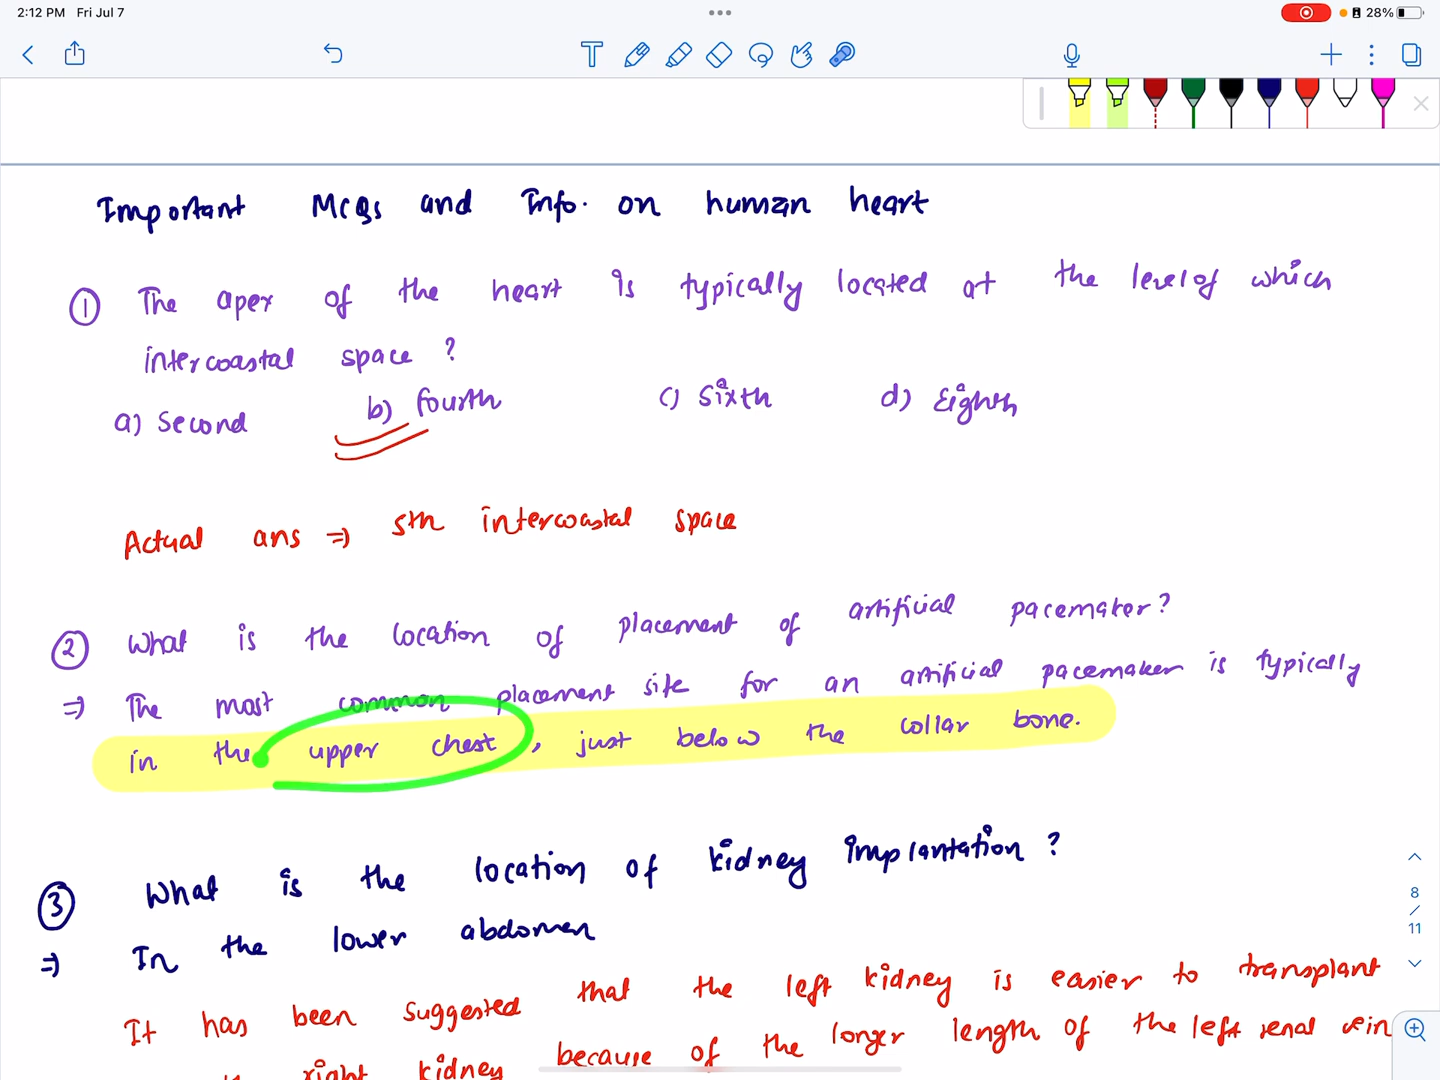 2:12 PM Fri Jul 7
28%
Important McQs and Info. on human heart
① The apex of the heart is typically located at the level of which
intercoastal space ?
a) Second b) fourth c) Sixth d) Eighth
Actual ans ⇒ 5th intercoastal space
② What is the location of placement of artificial pacemaker?
⇒ The most common placement site for an artificial pacemaker is typically
in the upper chest, just below the collar bone.
③ What is the location of kidney implantation ?
⇒ In the lower abdomen
It has been suggested that the left kidney is easier to transplant
right kidney because of the longer length of the left renal vein
8
/
11